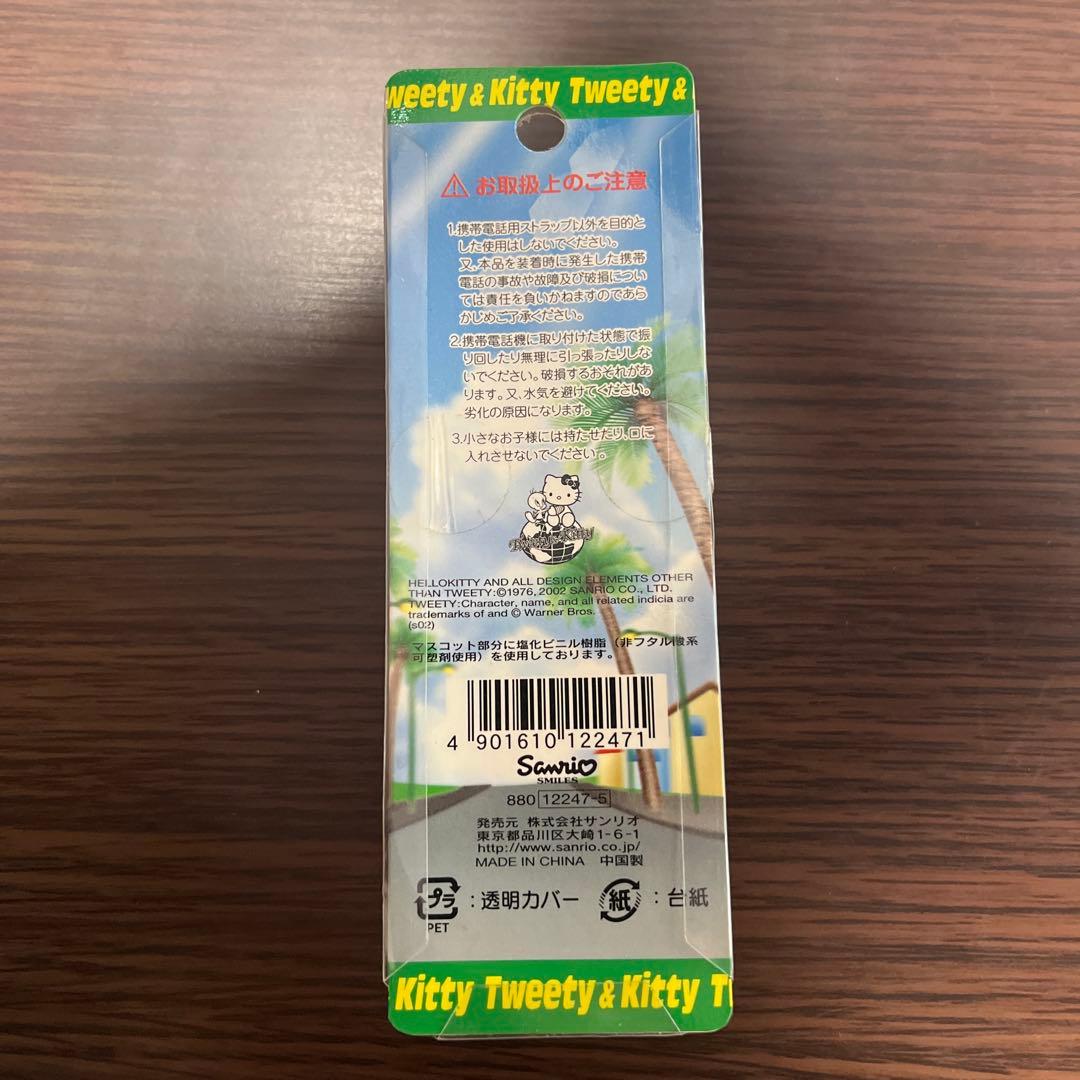 weety & Kitty Tweety &
⚠ お取扱上のご注意
1.携帯電話用ストラップ以外を目的と
した使用はしないでください。
又、本品を装着時に発生した携帯
電話の事故や故障及び破損につい
ては責任を負いかねますのであら
かじめご了承ください。
2.携帯電話機に取り付けた状態で振
り回したり無理に引っ張ったりしな
いでください。破損するおそれがあ
ります。又、水気を避けてください。
劣化の原因になります。
3.小さなお子様には持たせたり、口に
入れさせないでください。
Tweety & Kitty
HELLOKITTY AND ALL DESIGN ELEMENTS OTHER
THAN TWEETY:©1976, 2002 SANRIO CO., LTD.
TWEETY:Character, name, and all related indicia are
trademarks of and © Warner Bros.
(s02)
マスコット部分に塩化ビニル樹脂（非フタル酸系
可塑剤使用）を使用しております。
4 901610 122471
Sanrio
SMILES
880 12247-5
発売元 株式会社サンリオ
東京都品川区大崎1-6-1
http://www.sanrio.co.jp/
MADE IN CHINA 中国製
プラ : 透明カバー 紙 : 台紙
PET
Kitty Tweety & Kitty T